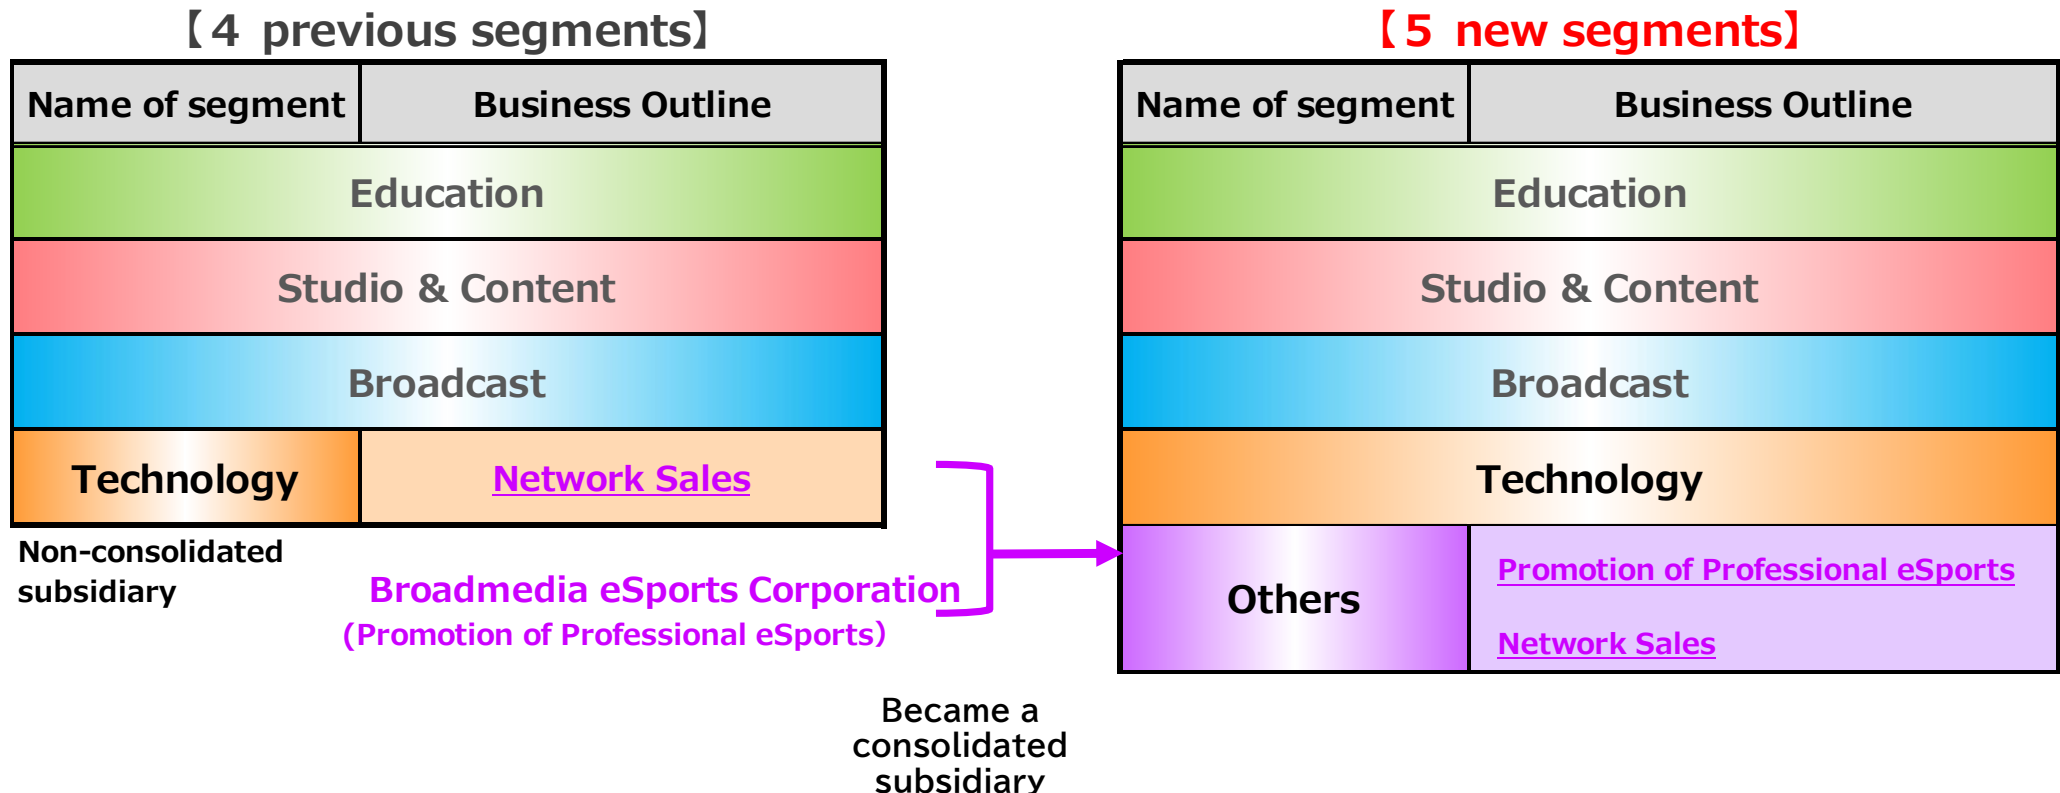 【4 previous segments】
Name of segment Business Outline
Education
Studio & Content
Broadcast
Technology Network Sales
Non-consolidated
subsidiary
Broadmedia eSports Corporation
(Promotion of Professional eSports）
Became a
consolidated
subsidiary
【5 new segments】
Name of segment Business Outline
Education
Studio & Content
Broadcast
Technology
Others
Promotion of Professional eSports
Network Sales